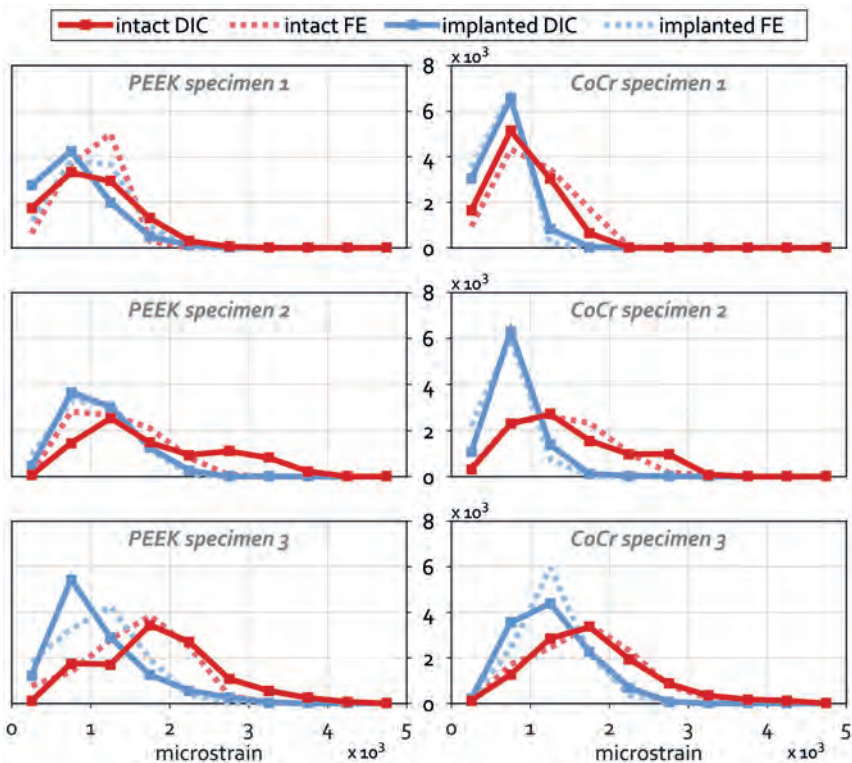 intact DIC intact FE implanted DIC implanted FE
x 10³
PEEK specimen 1 8 CoCr specimen 1
6
4
2
0
x 10³
PEEK specimen 2 8 CoCr specimen 2
6
4
2
0
x 10³
PEEK specimen 3 8 CoCr specimen 3
6
4
2
0
0 1 2 3 4 5 0 1 2 3 4 5
microstrain x 10³ microstrain x 10³